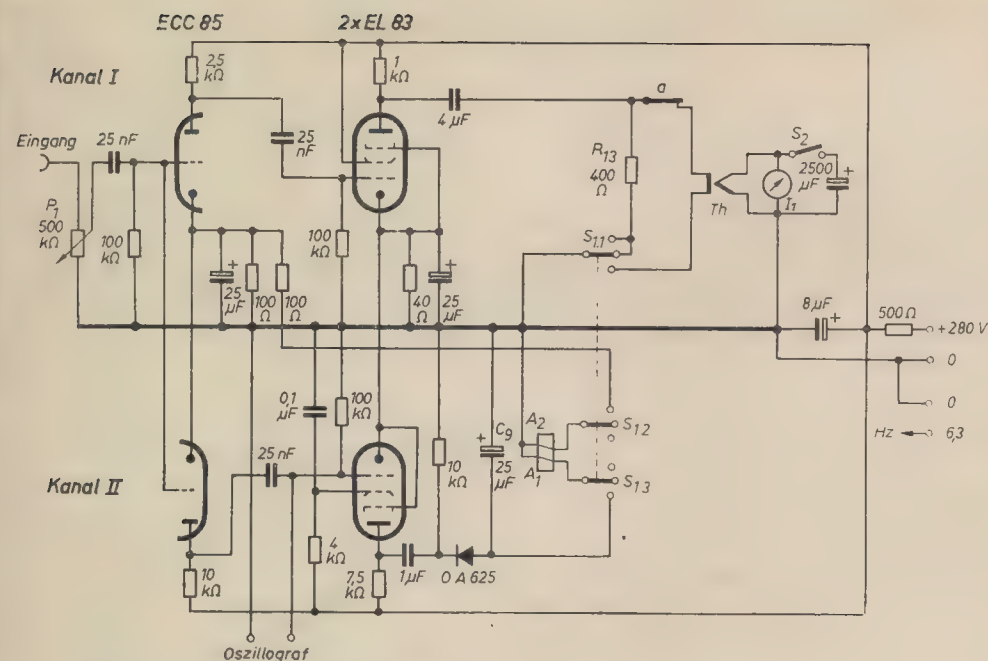 ECC 85
2x EL 83
Kanal I
2,5
kΩ
1
kΩ
4 µF
a
Eingang
25 nF
25
nF
R13
400
Ω
S2
+
2500
µF
I1
Th
P1
500
kΩ
100
kΩ
100
kΩ
S1.1
+
25
µF
100
Ω
100
Ω
40
Ω
+
25
µF
8 µF
+
500 Ω
+280 V
0
0
Hz
6,3
0,1
µF
100
kΩ
C9
+
25
µF
A2
A1
S1.2
S1.3
25 nF
10
kΩ
Kanal II
10
kΩ
4
kΩ
7,5
kΩ
1 µF
O A 625
Oszillograf